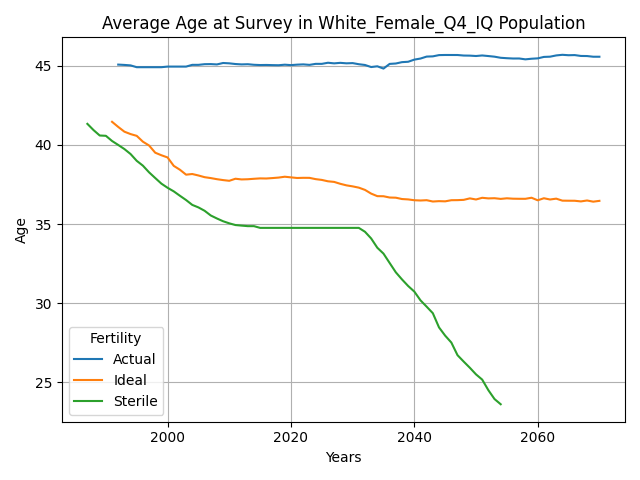 Average Age at Survey in White_Female_Q4_IQ Population
Age
45
40
35
30
25
Fertility
Actual
Ideal
Sterile
2000
2020
2040
2060
Years